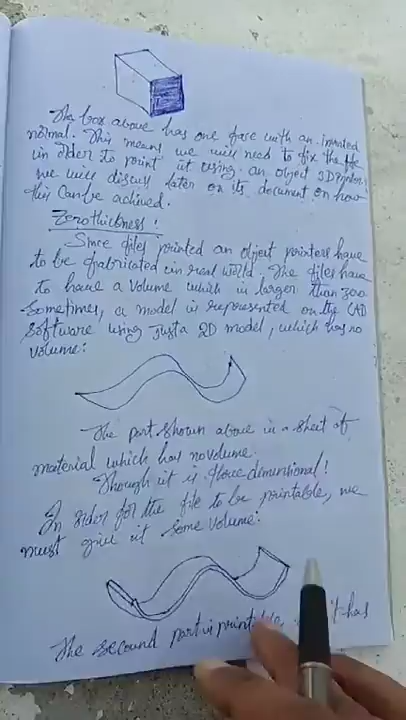 The box above has one face with an inverted
normal. This means we will need to fix the file
in order to print it using an object 3D printer.
we will discuss later on its document on how
this can be achived.
Zero thickness!
Since files printed an object printers have
to be fabricated in real world. The files have
to have a volume which in larger than zero
Sometimes, a model is represented on the CAD
software using just a 2D model, which has no
volume:
The part shown above in a sheet of
material which has no volume.
Though it is three dimensional!
In order for the file to be printable, we
must give it some volume:
The second part is printable, it has